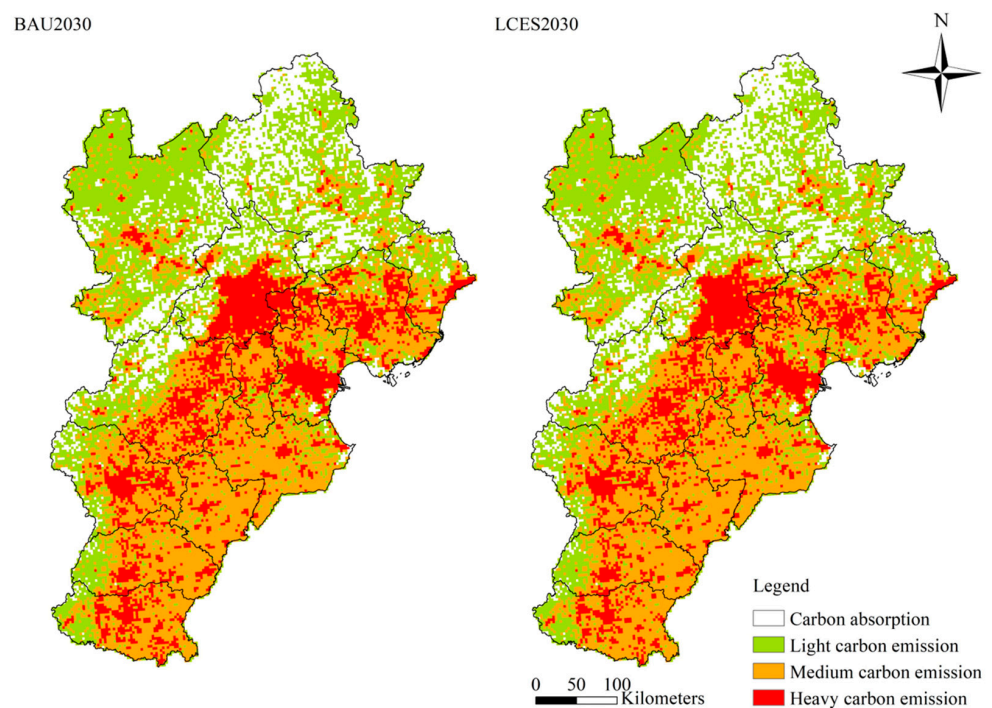 BAU2030
LCES2030
N
Legend
Carbon absorption
Light carbon emission
Medium carbon emission
Heavy carbon emission
0 50 100
Kilometers